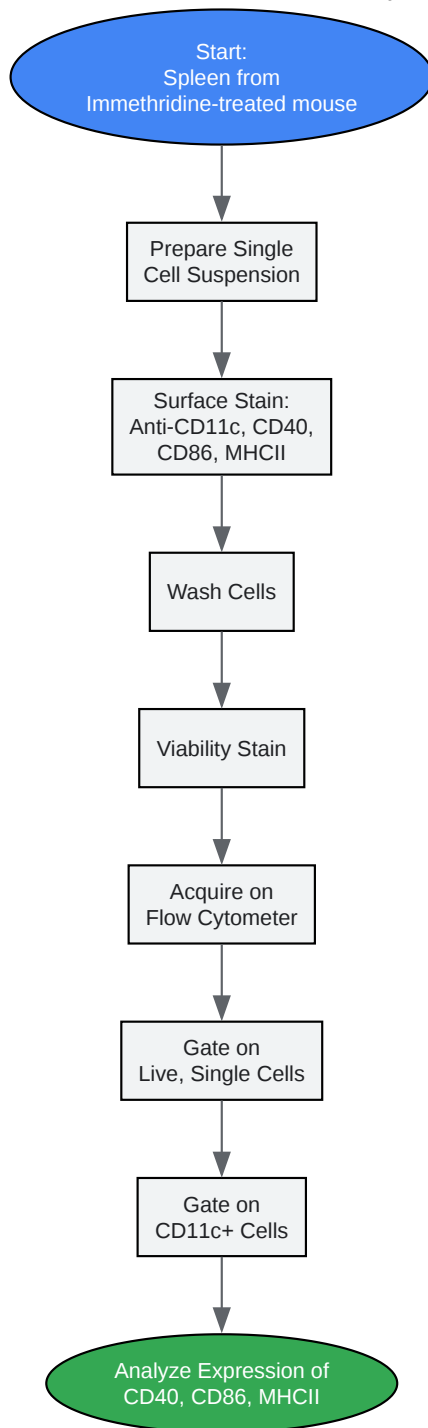 Start:
Spleen from
Immethridine-treated mouse
Prepare Single
Cell Suspension
Surface Stain:
Anti-CD11c, CD40,
CD86, MHCII
Wash Cells
Viability Stain
Acquire on
Flow Cytometer
Gate on
Live, Single Cells
Gate on
CD11c+ Cells
Analyze Expression of
CD40, CD86, MHCII